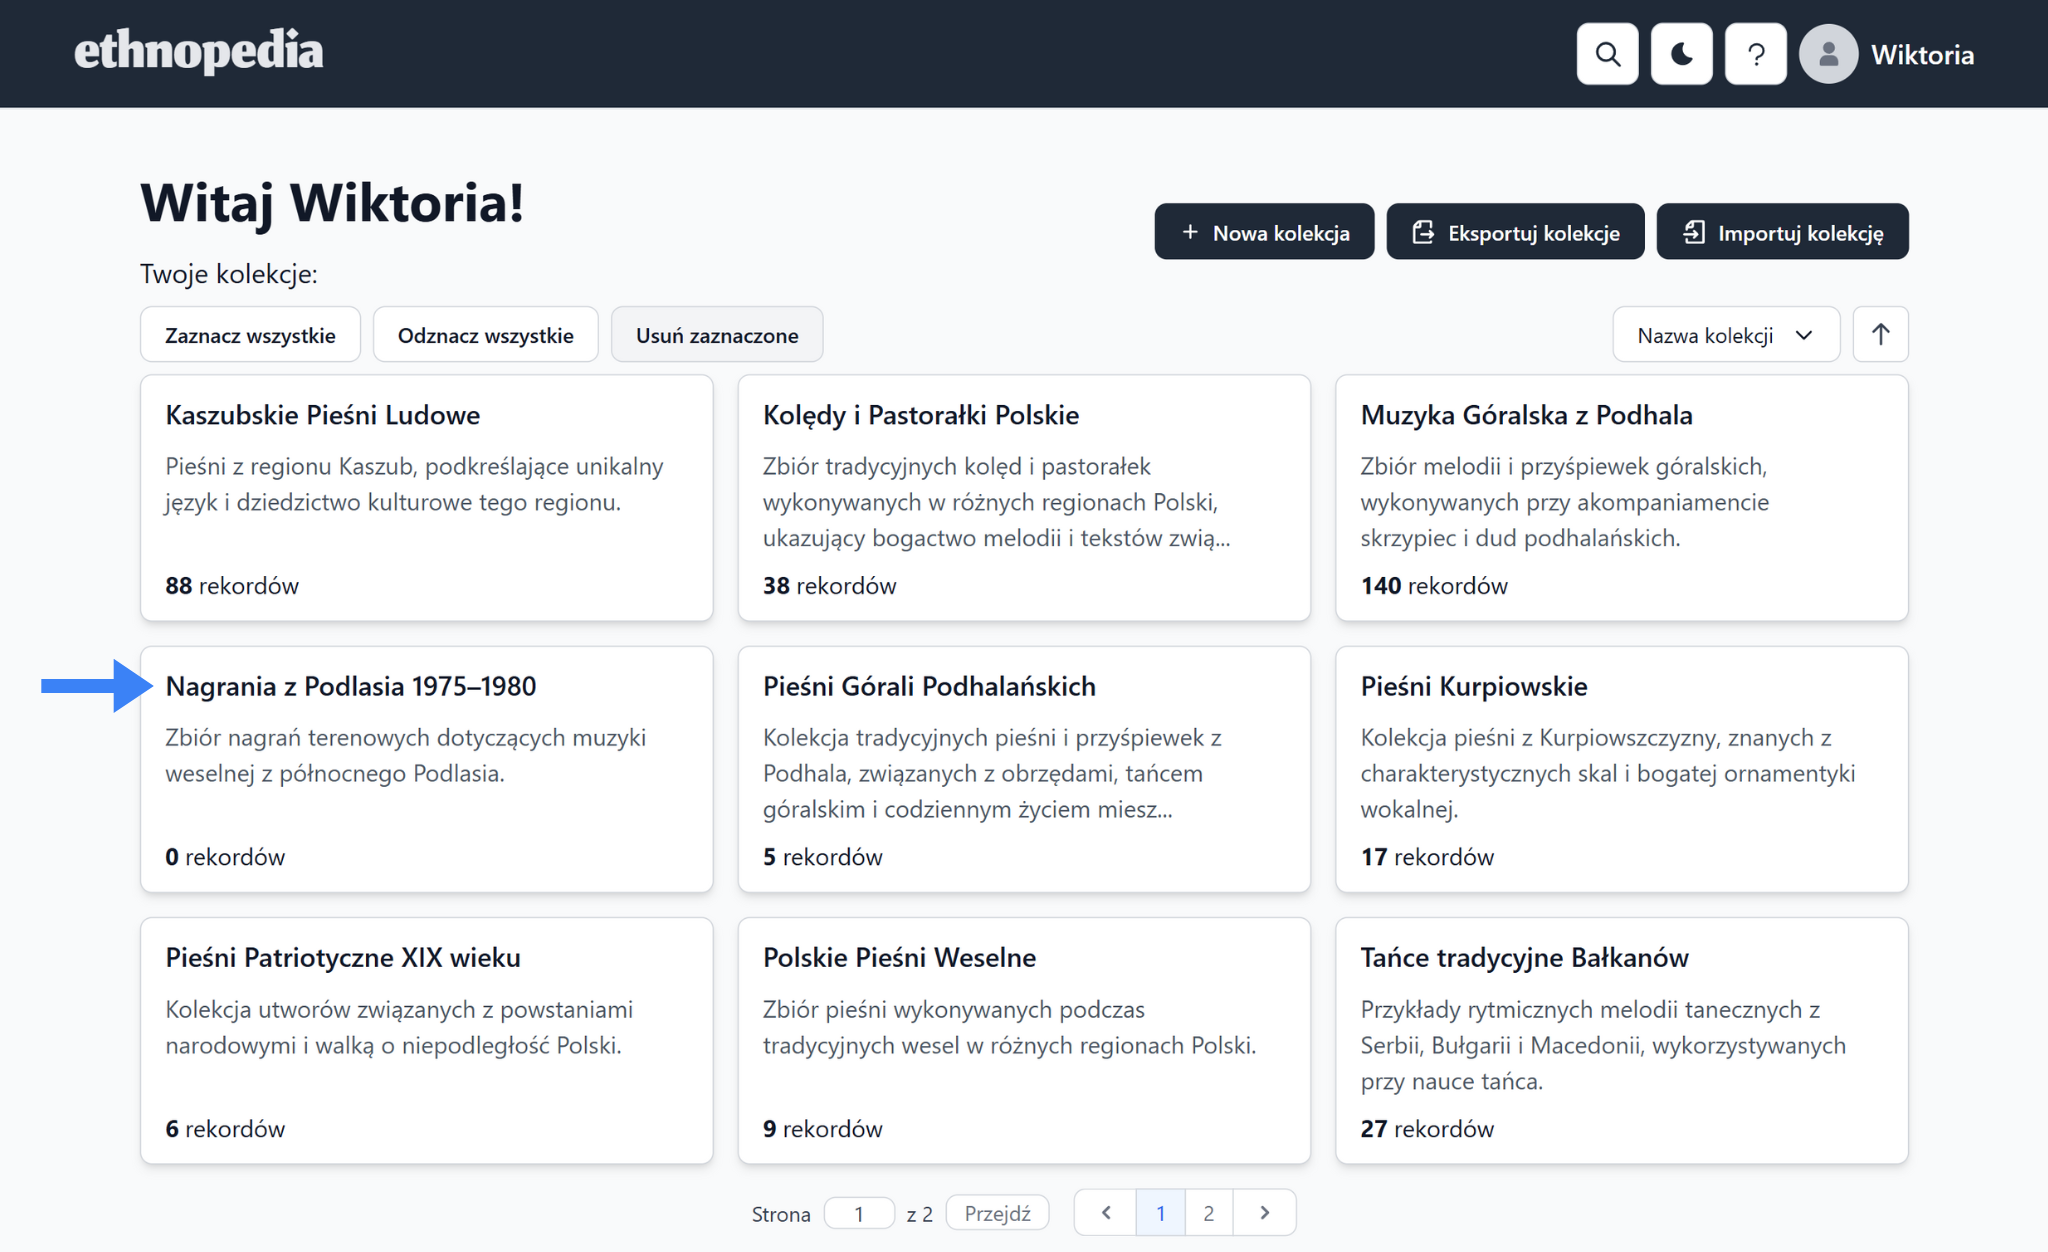 ethnopedia
Wiktoria
Witaj Wiktoria!
Nowa kolekcja
Eksportuj kolekcje
Importuj kolekcję
Twoje kolekcje:
Zaznacz wszystkie
Odznacz wszystkie
Usuń zaznaczone
Nazwa kolekcji
Kaszubskie Pieśni Ludowe
Pieśni z regionu Kaszub, podkreślające unikalny
język i dziedzictwo kulturowe tego regionu.
88 rekordów
Kolędy i Pastorałki Polskie
Zbiór tradycyjnych kolęd i pastorałek
wykonywanych w różnych regionach Polski,
ukazujący bogactwo melodii i tekstów zwią...
38 rekordów
Muzyka Góralska z Podhala
Zbiór melodii i przyśpiewek góralskich,
wykonywanych przy akompaniamencie
skrzypiec i dud podhalańskich.
140 rekordów
Nagrania z Podlasia 1975–1980
Zbiór nagrań terenowych dotyczących muzyki
weselnej z północnego Podlasia.
0 rekordów
Pieśni Górali Podhalańskich
Kolekcja tradycyjnych pieśni i przyśpiewek z
Podhala, związanych z obrzędami, tańcem
góralskim i codziennym życiem miesz...
5 rekordów
Pieśni Kurpiowskie
Kolekcja pieśni z Kurpiowszczyzny, znanych z
charakterystycznych skal i bogatej ornamentyki
wokalnej.
17 rekordów
Pieśni Patriotyczne XIX wieku
Kolekcja utworów związanych z powstaniami
narodowymi i walką o niepodległość Polski.
6 rekordów
Polskie Pieśni Weselne
Zbiór pieśni wykonywanych podczas
tradycyjnych wesel w różnych regionach Polski.
9 rekordów
Tańce tradycyjne Bałkanów
Przykłady rytmicznych melodii tanecznych z
Serbii, Bułgarii i Macedonii, wykorzystywanych
przy nauce tańca.
27 rekordów
Strona 1 z 2 Przejdź 1 2